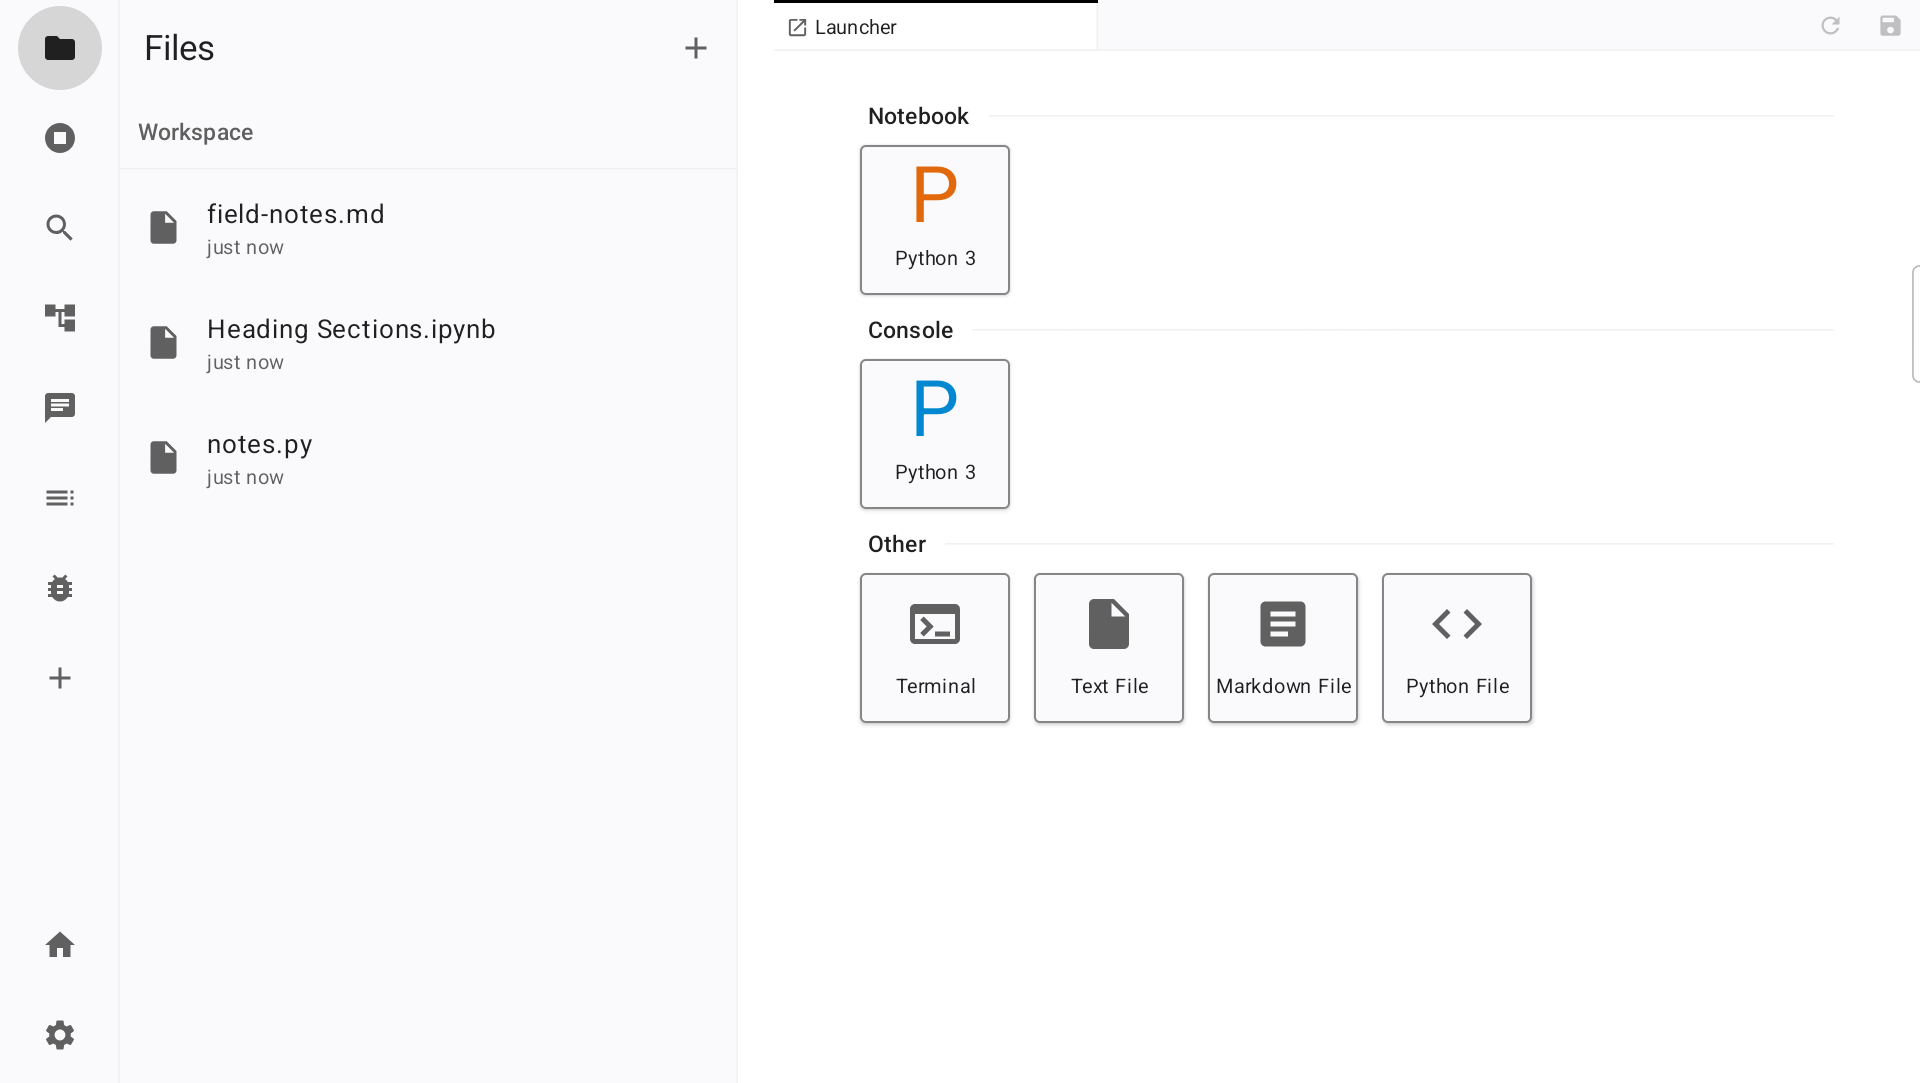 Files
Workspace
field-notes.md
just now
Heading Sections.ipynb
just now
notes.py
just now
Launcher
Notebook
P
Python 3
Console
P
Python 3
Other
Terminal
Text File
Markdown File
Python File